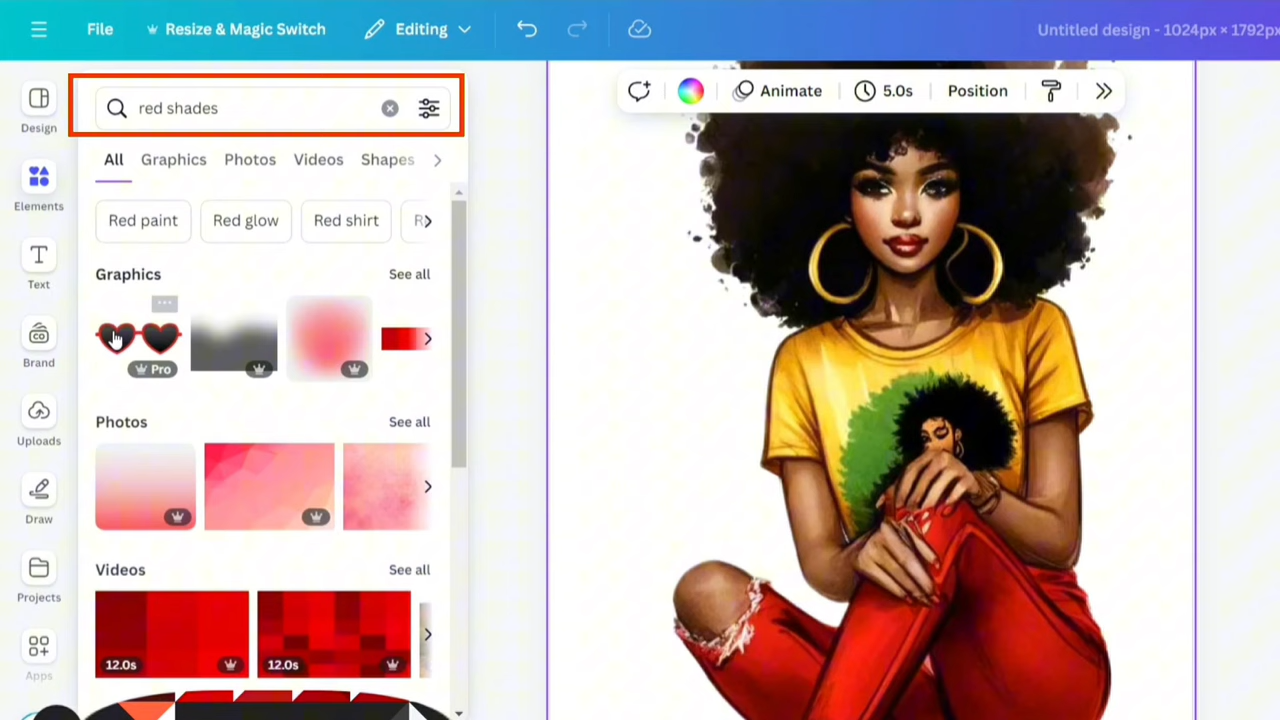 File
Resize & Magic Switch
Editing
Untitled design - 1024px × 1792px
Design
Elements
Text
Brand
Uploads
Draw
Projects
Apps
red shades
All Graphics Photos Videos Shapes
Red paint Red glow Red shirt
Graphics See all
Pro
Photos See all
Videos See all
12.0s 12.0s
Animate 5.0s Position